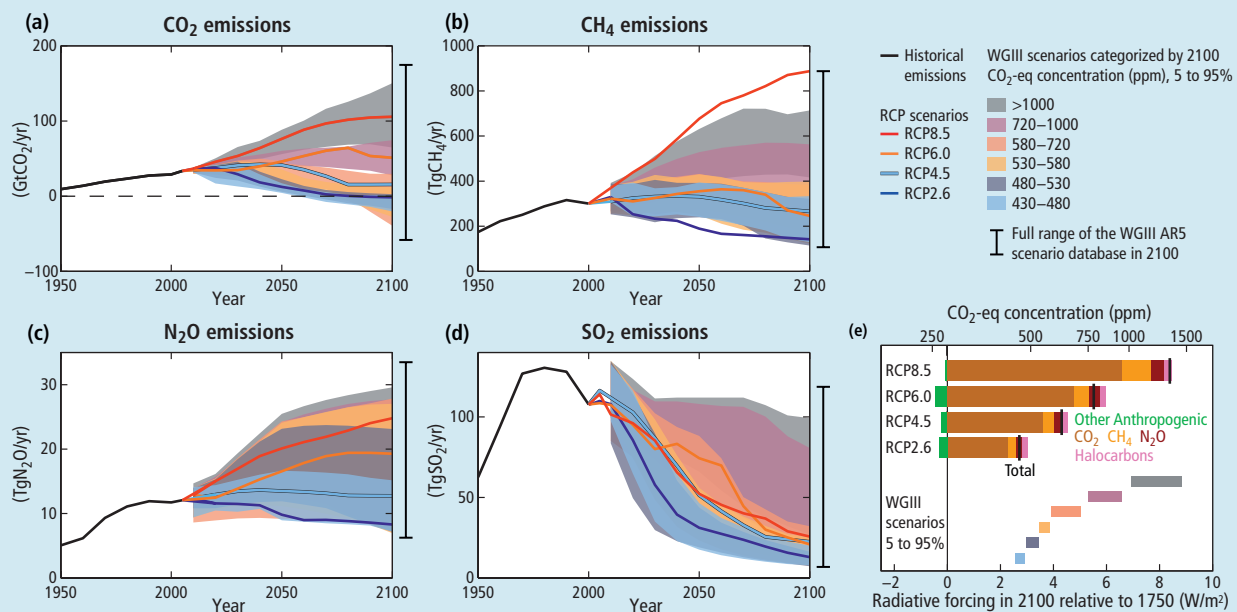 (a) CO₂ emissions
200
100
0
−100
(GtCO₂/yr)
1950 2000 2050 2100
Year
(b) CH₄ emissions
1000
800
600
400
200
0
(TgCH₄/yr)
1950 2000 2050 2100
Year
Historical
emissions
RCP scenarios
RCP8.5
RCP6.0
RCP4.5
RCP2.6
WGIII scenarios categorized by 2100
CO₂-eq concentration (ppm), 5 to 95%
>1000
720−1000
580−720
530−580
480−530
430−480
Full range of the WGIII AR5
scenario database in 2100
(c) N₂O emissions
30
20
10
0
(TgN₂O/yr)
1950 2000 2050 2100
Year
(d) SO₂ emissions
100
50
0
(TgSO₂/yr)
1950 2000 2050 2100
Year
(e) CO₂-eq concentration (ppm)
250 500 750 1000 1500
RCP8.5
RCP6.0
RCP4.5
RCP2.6
Other Anthropogenic
CO₂ CH₄ N₂O
Halocarbons
Total
WGIII
scenarios
5 to 95%
−2 0 2 4 6 8 10
Radiative forcing in 2100 relative to 1750 (W/m²)